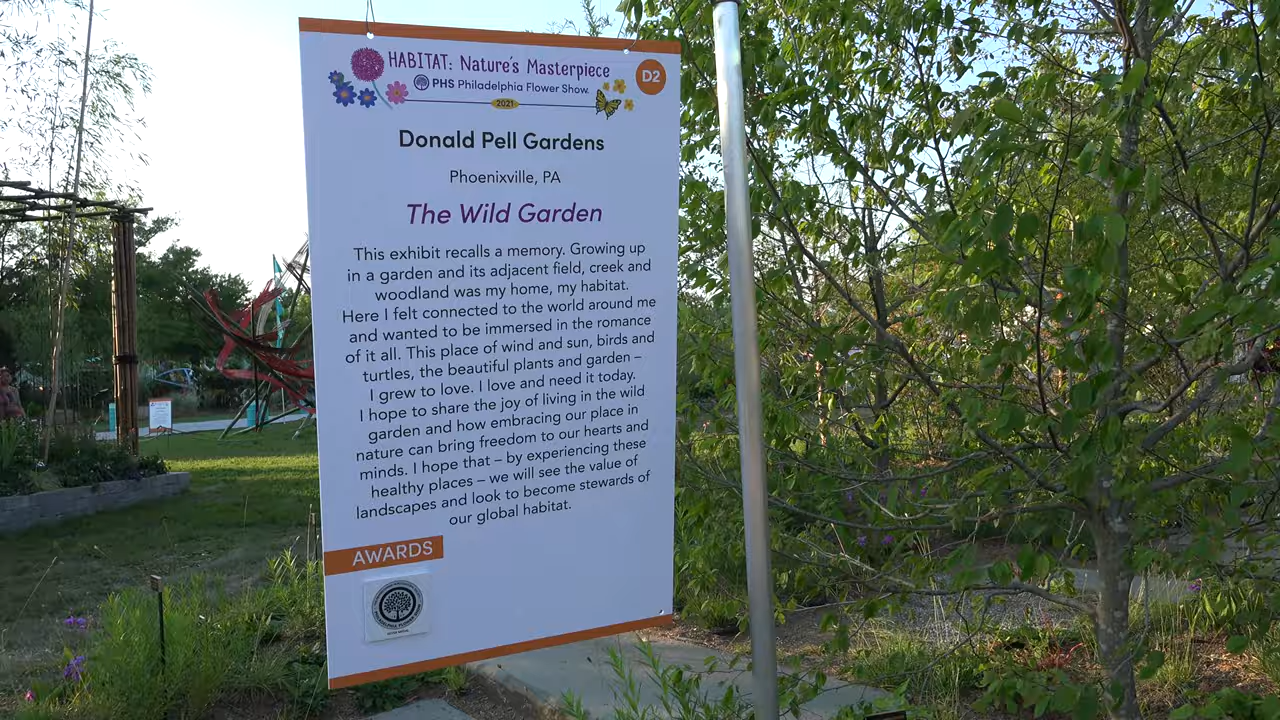 HABITAT: Nature's Masterpiece
PHS Philadelphia Flower Show.
2021
D2
Donald Pell Gardens
Phoenixville, PA
The Wild Garden
This exhibit recalls a memory. Growing up
in a garden and its adjacent field, creek and
woodland was my home, my habitat.
Here I felt connected to the world around me
and wanted to be immersed in the romance
of it all. This place of wind and sun, birds and
turtles, the beautiful plants and garden –
I grew to love. I love and need it today.
I hope to share the joy of living in the wild
garden and how embracing our place in
nature can bring freedom to our hearts and
minds. I hope that – by experiencing these
healthy places – we will see the value of
landscapes and look to become stewards of
our global habitat.
AWARDS